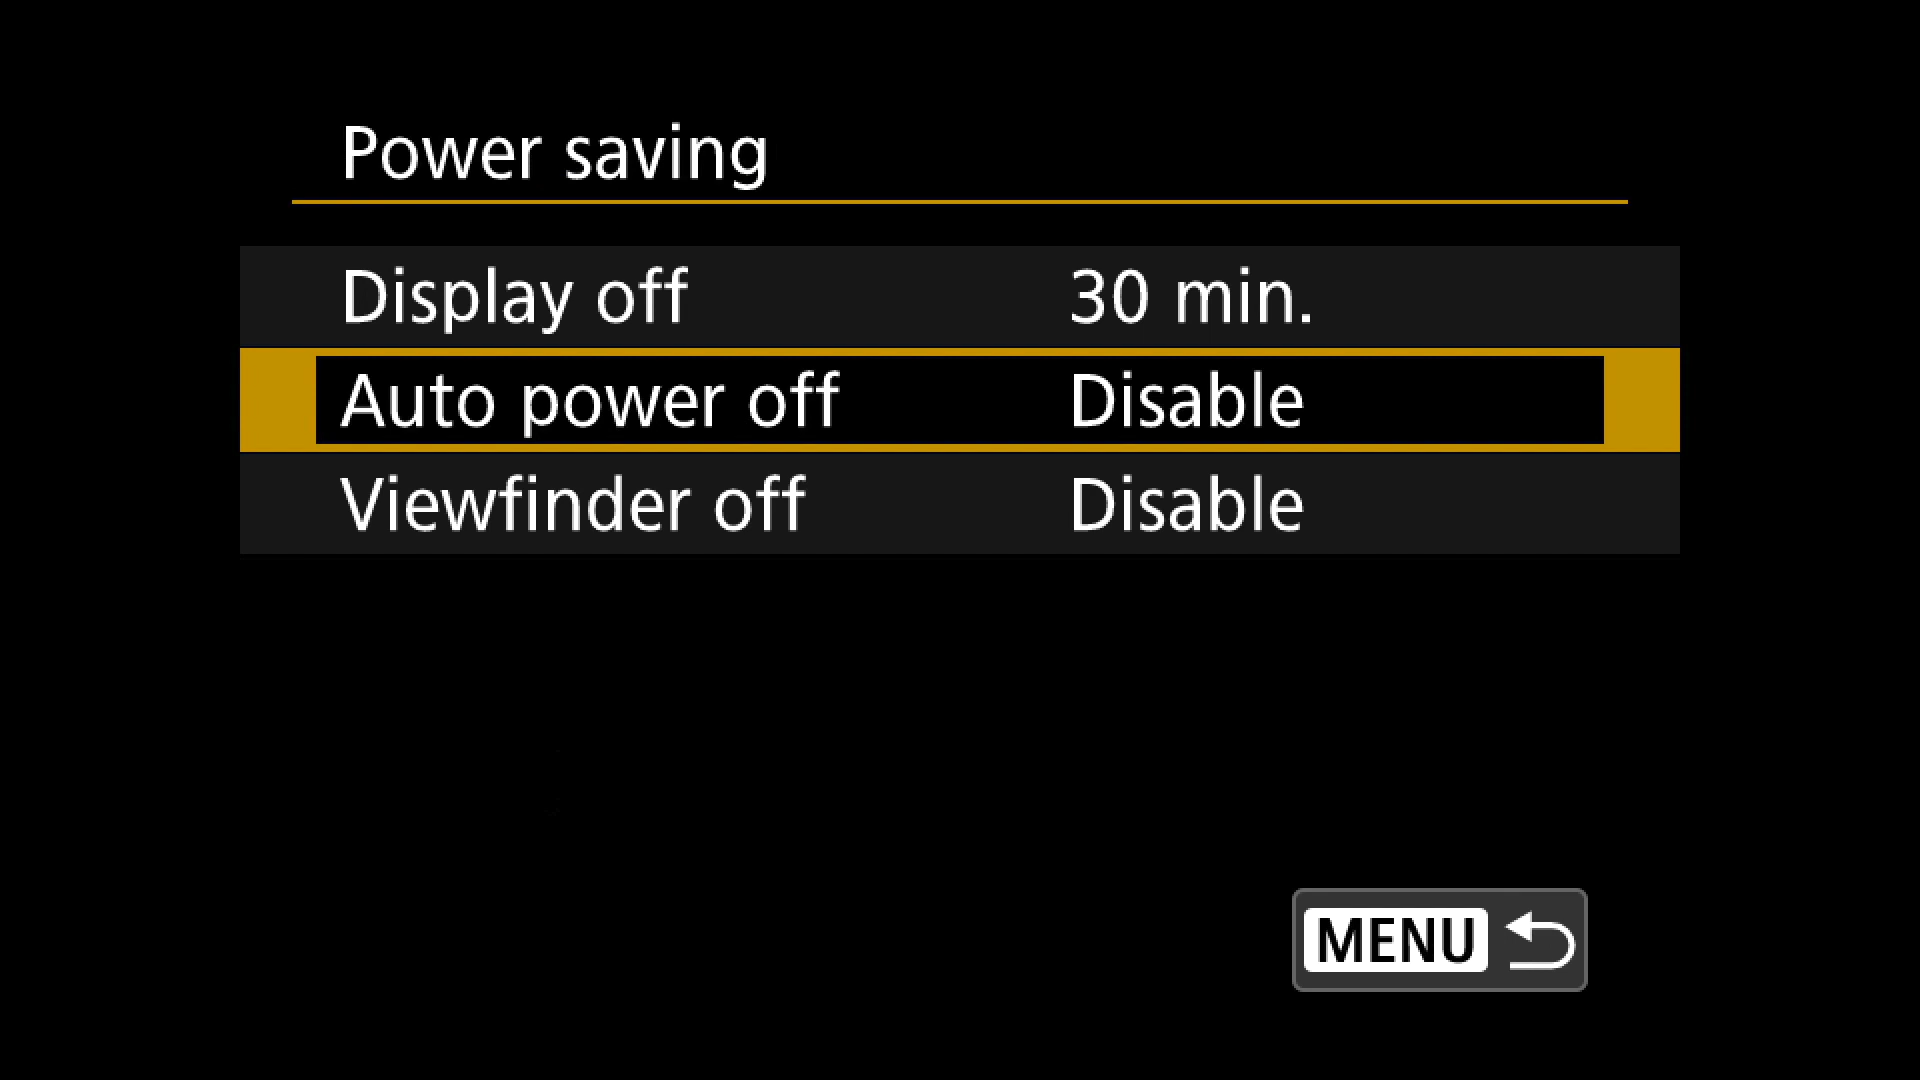 Power saving
Display off 30 min.
Auto power off Disable
Viewfinder off Disable
MENU